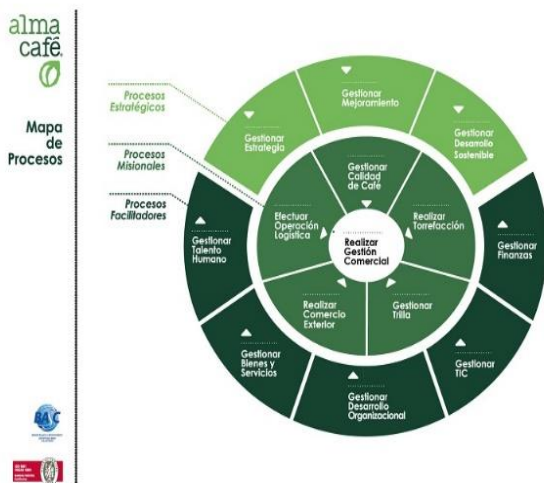 alma
café.
Mapa
de
Procesos
Procesos
Estratégicos
Procesos
Misionales
Procesos
Facilitadores
Gestionar
Estrategia
Gestionar
Mejoramiento
Gestionar
Desarrollo
Sostenible
Gestionar
Calidad
de Café
Efectuar
Operación
Logística
Realizar
Torrefacción
Realizar
Gestión
Comercial
Realizar
Comercio
Exterior
Gestionar
Trilla
Gestionar
Talento
Humano
Gestionar
Finanzas
Gestionar
Bienes y
Servicios
Gestionar
TIC
Gestionar
Desarrollo
Organizacional
BASC